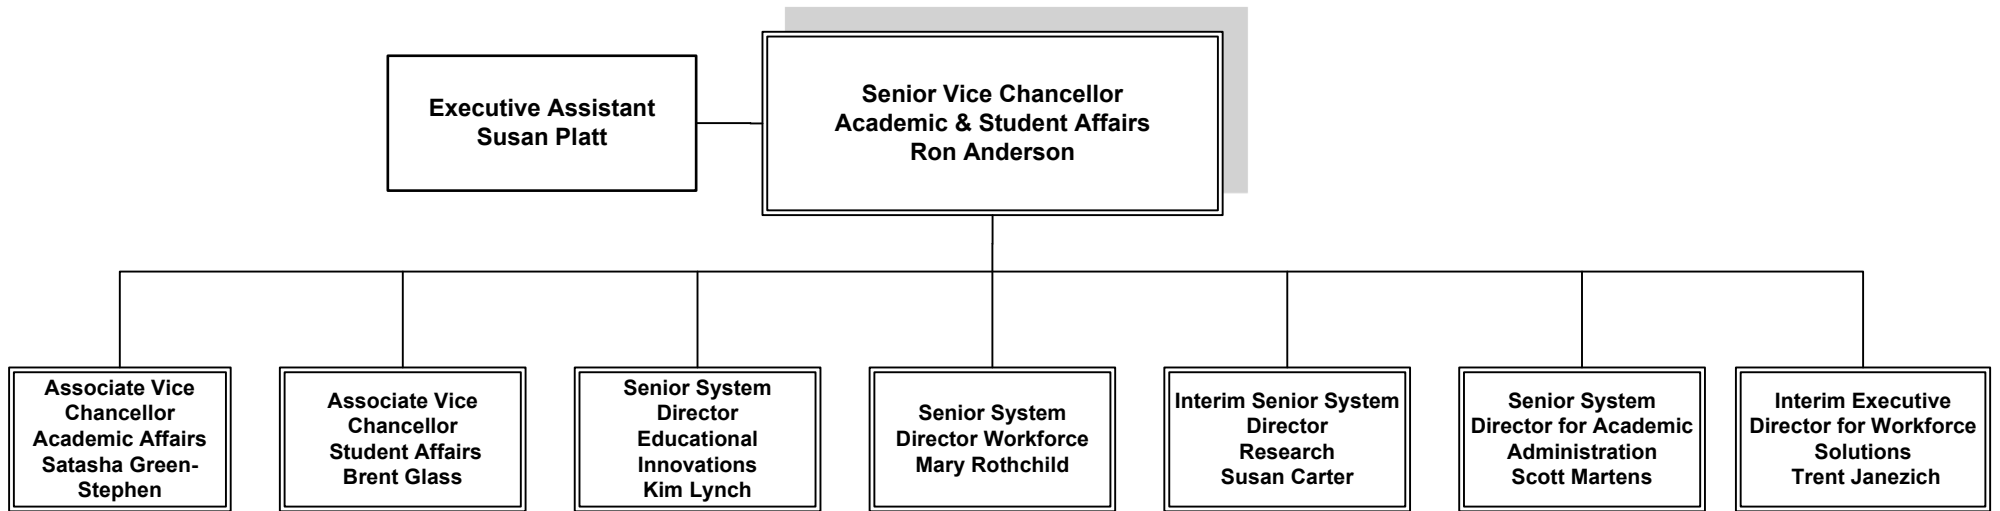 Executive Assistant
Susan Platt
Senior Vice Chancellor
Academic & Student Affairs
Ron Anderson
Associate Vice
Chancellor
Academic Affairs
Satasha Green-
Stephen
Associate Vice
Chancellor
Student Affairs
Brent Glass
Senior System
Director
Educational
Innovations
Kim Lynch
Senior System
Director Workforce
Mary Rothchild
Interim Senior System
Director
Research
Susan Carter
Senior System
Director for Academic
Administration
Scott Martens
Interim Executive
Director for Workforce
Solutions
Trent Janezich